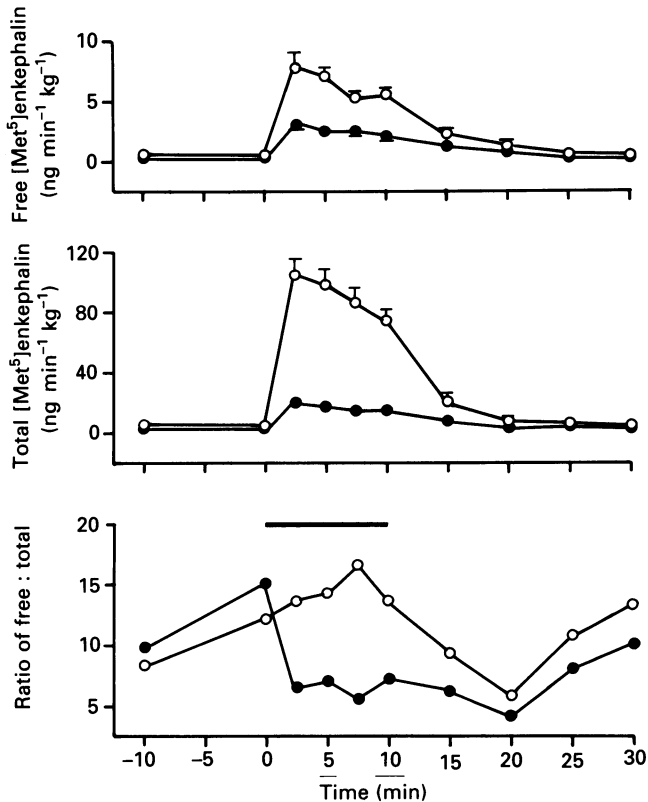 Free [Met⁵]enkephalin
(ng min⁻¹ kg⁻¹)
10
5
0
Total [Met⁵]enkephalin
(ng min⁻¹ kg⁻¹)
120
80
40
0
Ratio of free : total
20
15
10
5
−10 −5 0 5 10 15 20 25 30
Time (min)